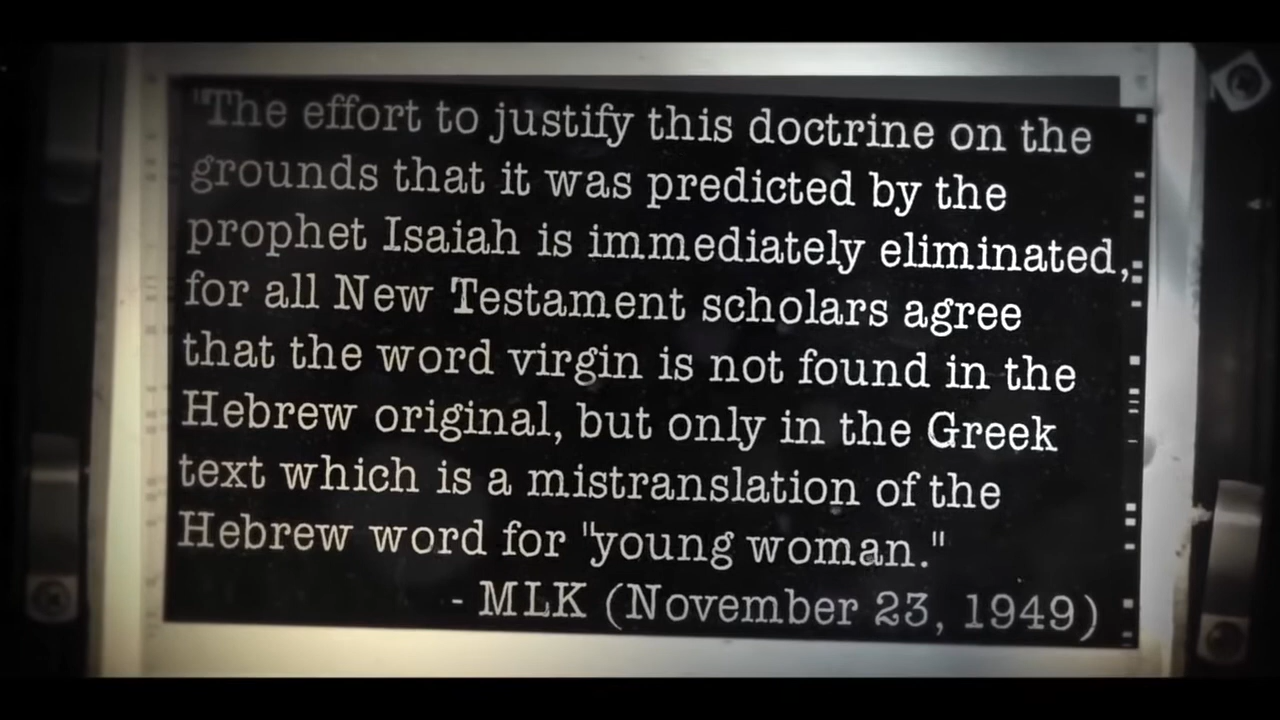 "The effort to justify this doctrine on the
grounds that it was predicted by the
prophet Isaiah is immediately eliminated,
for all New Testament scholars agree
that the word virgin is not found in the
Hebrew original, but only in the Greek
text which is a mistranslation of the
Hebrew word for "young woman."
- MLK (November 23, 1949)